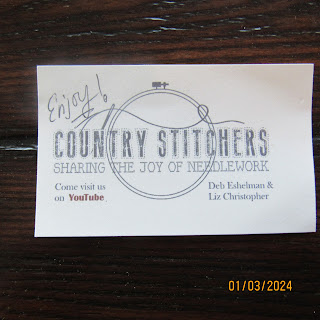 Enjoy!
COUNTRY STITCHERS
SHARING THE JOY OF NEEDLEWORK
Come visit us
on YouTube.
Deb Eshelman &
Liz Christopher
01/03/2024